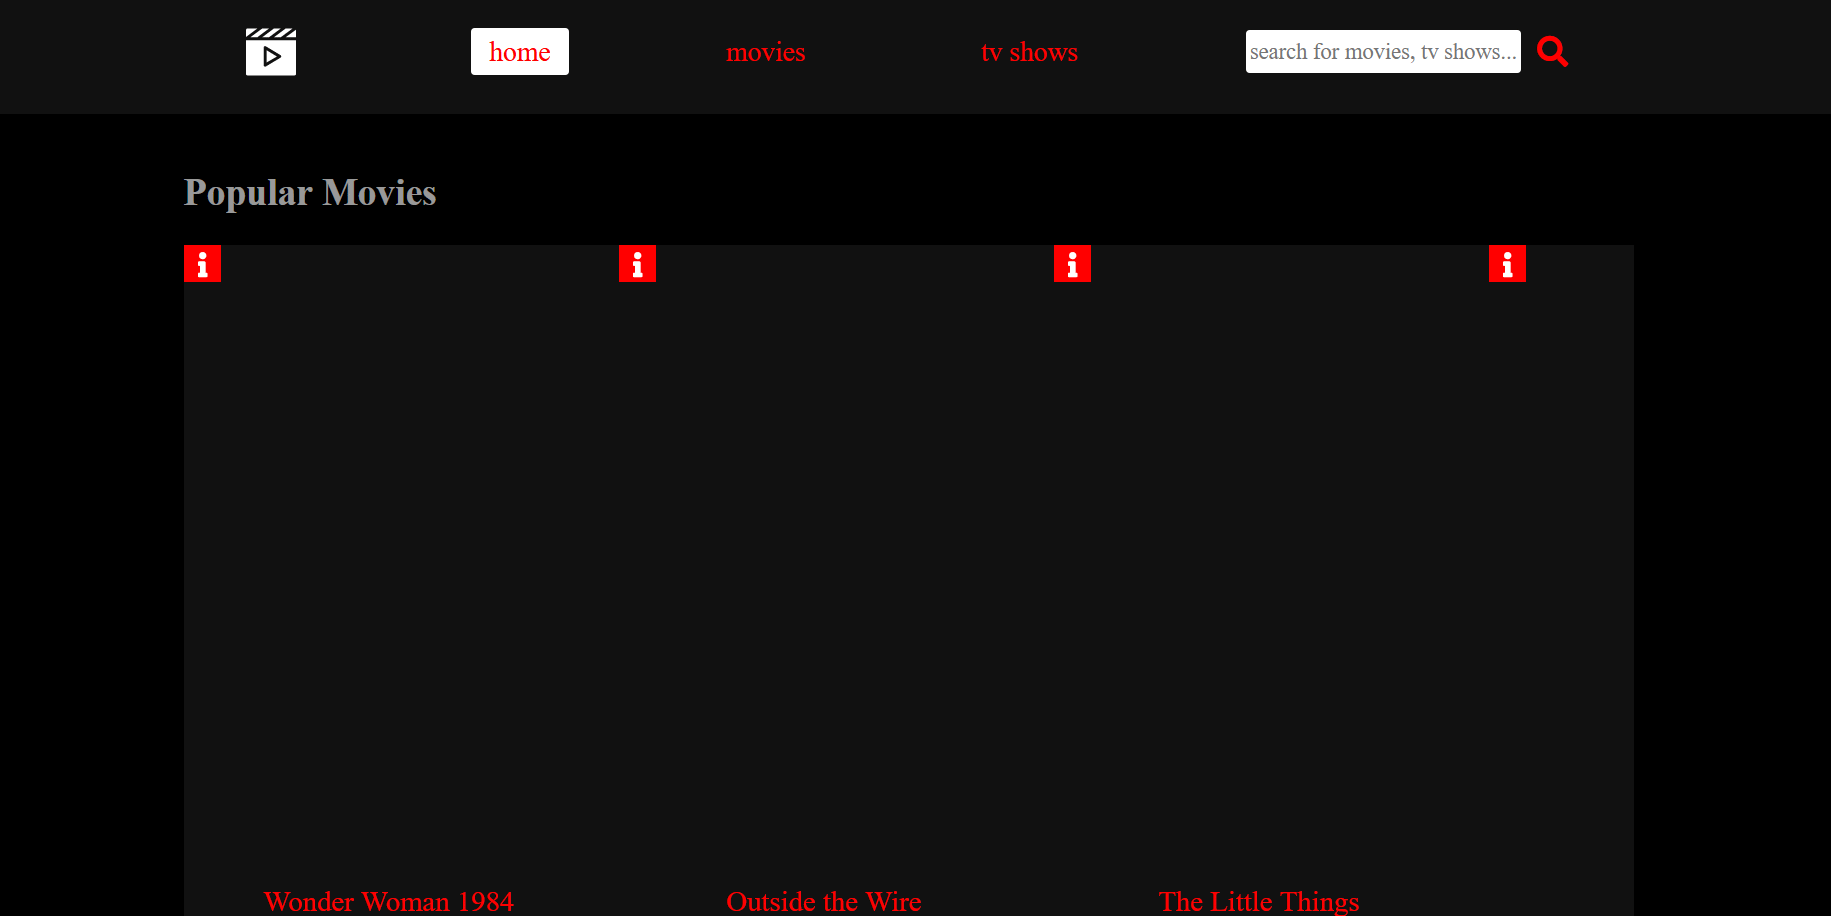 home movies tv shows search for movies, tv shows...
Popular Movies
i i i i
Wonder Woman 1984 Outside the Wire The Little Things